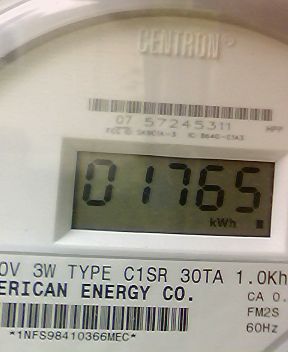 CENTRON®
07 57245311
HPP
01765
kWh
0V 3W TYPE C1SR 30TA 1.0Kh
ERICAN ENERGY CO.
CA 0.
FM2S
60Hz
*1NFS98410366MEC*